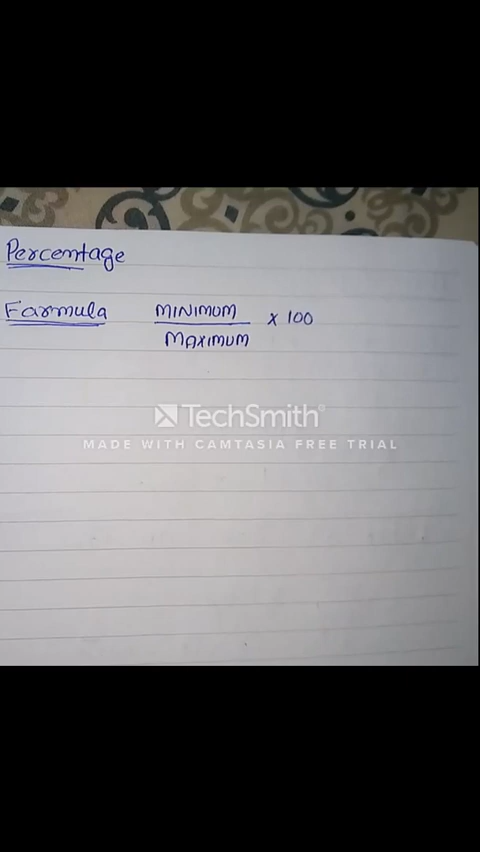 Percentage
Farmula MINIMUM / MAXIMUM x 100
TechSmith
MADE WITH CAMTASIA FREE TRIAL